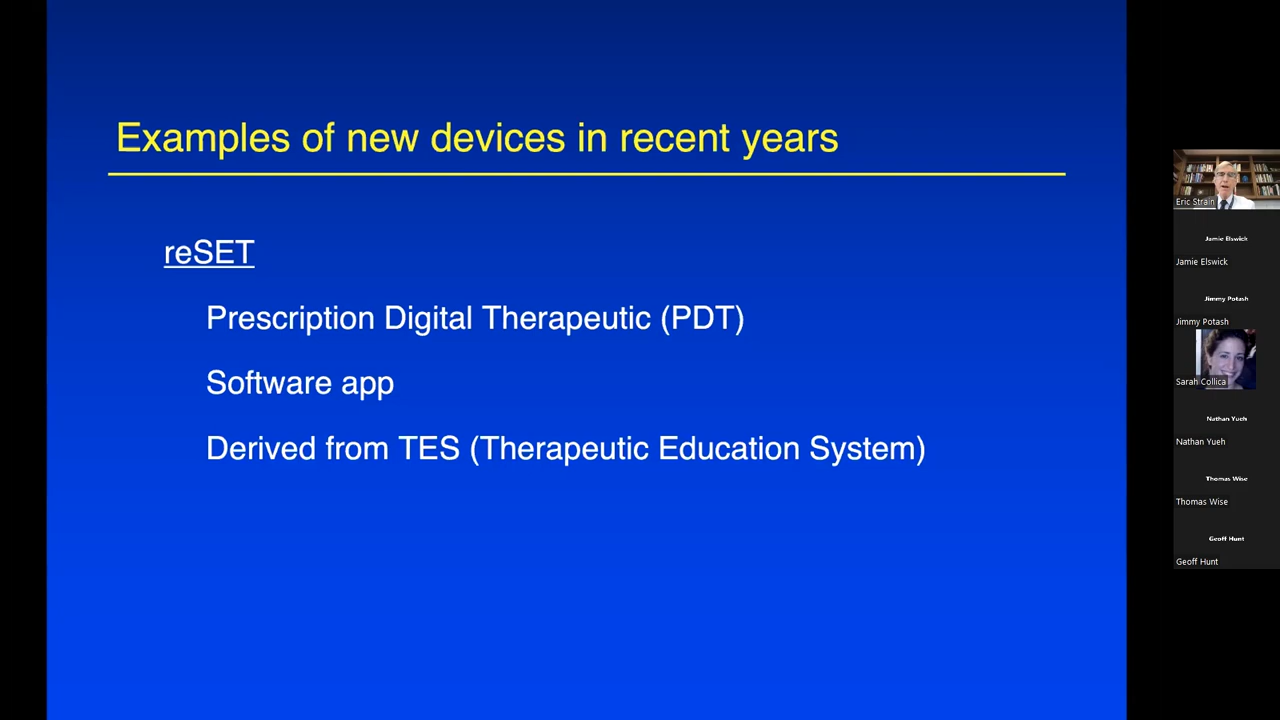 Examples of new devices in recent years
reSET
Prescription Digital Therapeutic (PDT)
Software app
Derived from TES (Therapeutic Education System)
Eric Strain
Jamie Elswick
Jamie Elswick
Jimmy Potash
Jimmy Potash
Sarah Collica
Nathan Yueh
Nathan Yueh
Thomas Wise
Thomas Wise
Geoff Hunt
Geoff Hunt